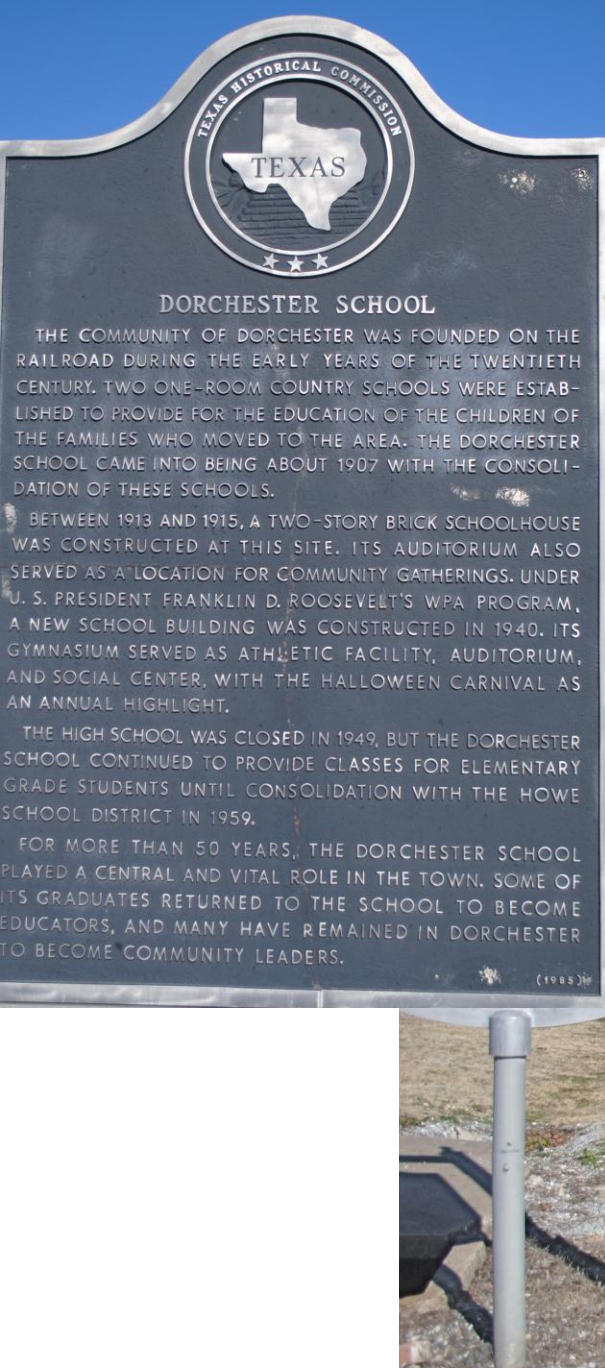 TEXAS HISTORICAL COMMISSION
TEXAS
DORCHESTER SCHOOL
THE COMMUNITY OF DORCHESTER WAS FOUNDED ON THE
RAILROAD DURING THE EARLY YEARS OF THE TWENTIETH
CENTURY. TWO ONE-ROOM COUNTRY SCHOOLS WERE ESTAB-
LISHED TO PROVIDE FOR THE EDUCATION OF THE CHILDREN OF
THE FAMILIES WHO MOVED TO THE AREA. THE DORCHESTER
SCHOOL CAME INTO BEING ABOUT 1907 WITH THE CONSOLI-
DATION OF THESE SCHOOLS.
BETWEEN 1913 AND 1915, A TWO-STORY BRICK SCHOOLHOUSE
WAS CONSTRUCTED AT THIS SITE. ITS AUDITORIUM ALSO
SERVED AS A LOCATION FOR COMMUNITY GATHERINGS. UNDER
U. S. PRESIDENT FRANKLIN D. ROOSEVELT'S WPA PROGRAM,
A NEW SCHOOL BUILDING WAS CONSTRUCTED IN 1940. ITS
GYMNASIUM SERVED AS ATHLETIC FACILITY, AUDITORIUM,
AND SOCIAL CENTER, WITH THE HALLOWEEN CARNIVAL AS
AN ANNUAL HIGHLIGHT.
THE HIGH SCHOOL WAS CLOSED IN 1949, BUT THE DORCHESTER
SCHOOL CONTINUED TO PROVIDE CLASSES FOR ELEMENTARY
GRADE STUDENTS UNTIL CONSOLIDATION WITH THE HOWE
SCHOOL DISTRICT IN 1959.
FOR MORE THAN 50 YEARS, THE DORCHESTER SCHOOL
PLAYED A CENTRAL AND VITAL ROLE IN THE TOWN. SOME OF
ITS GRADUATES RETURNED TO THE SCHOOL TO BECOME
EDUCATORS, AND MANY HAVE REMAINED IN DORCHESTER
TO BECOME COMMUNITY LEADERS.
(1985)